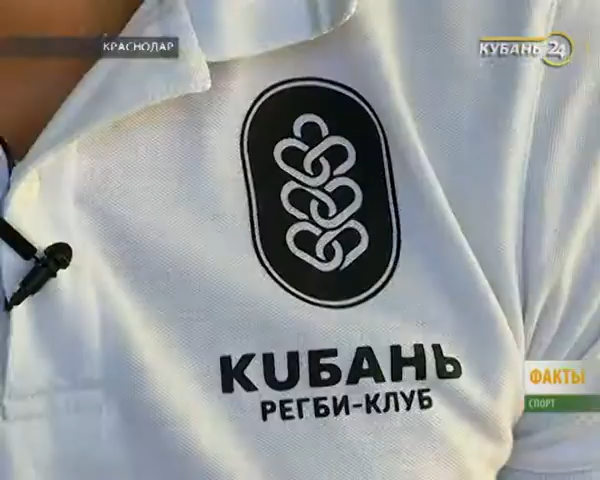 КРАСНОДАР
КУБАНЬ 24
KUБАНЬ
РЕГБИ-КЛУБ
ФАКТЫ
СПОРТ